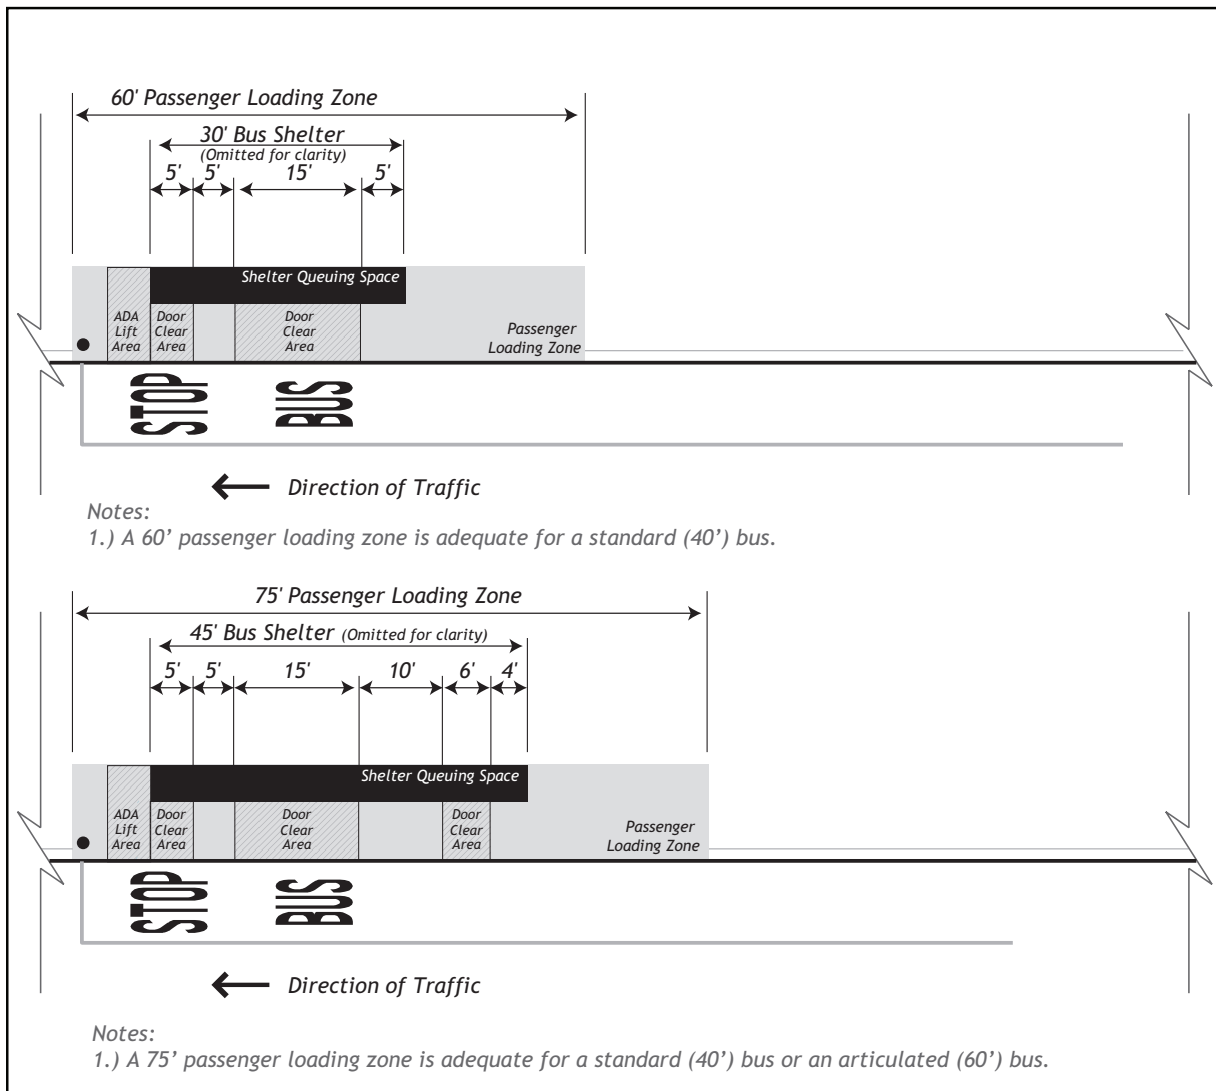 60' Passenger Loading Zone
30' Bus Shelter
(Omitted for clarity)
5' 5' 15' 5'
Shelter Queuing Space
ADA
Lift
Area
Door
Clear
Area
Door
Clear
Area
Passenger
Loading Zone
STOP
BUS
Direction of Traffic
Notes:
1.) A 60’ passenger loading zone is adequate for a standard (40’) bus.
75' Passenger Loading Zone
45' Bus Shelter (Omitted for clarity)
5' 5' 15' 10' 6' 4'
Shelter Queuing Space
ADA
Lift
Area
Door
Clear
Area
Door
Clear
Area
Door
Clear
Area
Passenger
Loading Zone
STOP
BUS
Direction of Traffic
Notes:
1.) A 75’ passenger loading zone is adequate for a standard (40’) bus or an articulated (60’) bus.